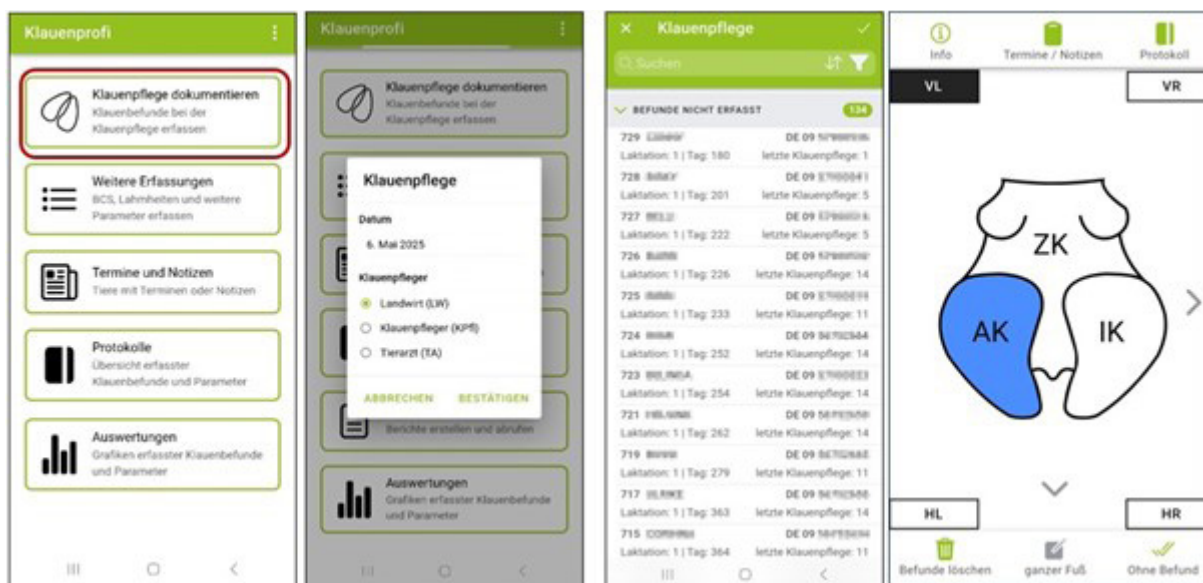 Klauenprofi
Klauenpflege dokumentieren
Klauenbefunde bei der
Klauenpflege erfassen
Weitere Erfassungen
BCS, Lahmheiten und weitere
Parameter erfassen
Termine und Notizen
Tiere mit Terminen oder Notizen
Protokolle
Übersicht erfasster
Klauenbefunde und Parameter
Auswertungen
Grafiken erfasster Klauenbefunde
und Parameter
Klauenprofi
Klauenpflege dokumentieren
Klauenbefunde bei der
Klauenpflege erfassen
Klauenpflege
Datum
6. Mai 2025
Klauenpfleger
Landwirt (LW)
Klauenpfleger (KPfl)
Tierarzt (TA)
ABBRECHEN BESTÄTIGEN
Berichte erstellen und abrufen
Auswertungen
Grafiken erfasster Klauenbefunde
und Parameter
Klauenpflege
Suchen
BEFUNDE NICHT ERFASST 134
729 DE 09
Laktation: 1 | Tag: 180 letzte Klauenpflege: 1
728 DE 09
Laktation: 1 | Tag: 201 letzte Klauenpflege: 5
727 DE 09
Laktation: 1 | Tag: 222 letzte Klauenpflege: 5
726 DE 09
Laktation: 1 | Tag: 226 letzte Klauenpflege: 14
725 DE 09
Laktation: 1 | Tag: 233 letzte Klauenpflege: 11
724 DE 09
Laktation: 1 | Tag: 252 letzte Klauenpflege: 14
723 DE 09
Laktation: 1 | Tag: 254 letzte Klauenpflege: 14
721 DE 09
Laktation: 1 | Tag: 262 letzte Klauenpflege: 14
719 DE 09
Laktation: 1 | Tag: 279 letzte Klauenpflege: 11
717 DE 09
Laktation: 1 | Tag: 363 letzte Klauenpflege: 14
715 DE 09
Laktation: 1 | Tag: 364 letzte Klauenpflege: 11
Info Termine / Notizen Protokoll
VL VR
ZK
AK IK
HL HR
Befunde löschen ganzer Fuß Ohne Befund